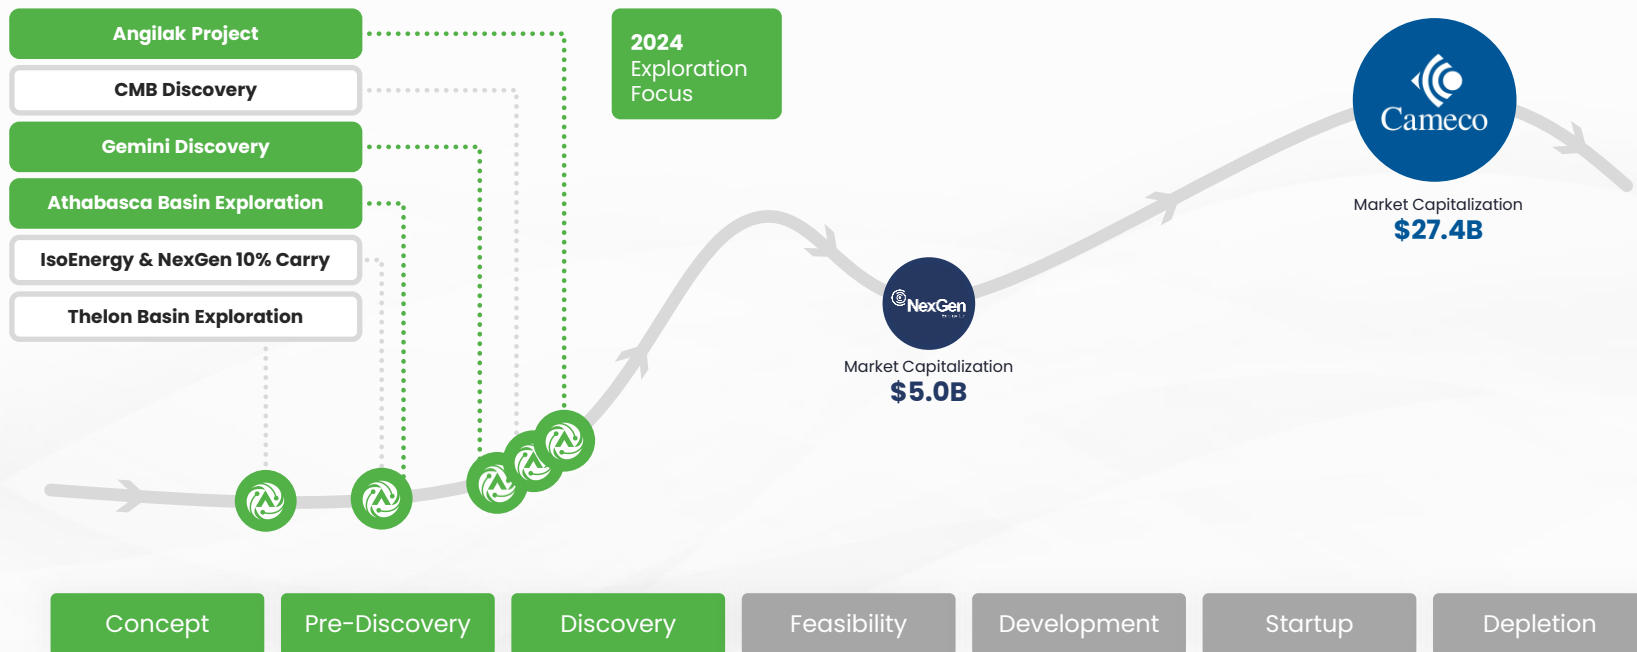 Angilak Project
CMB Discovery
Gemini Discovery
Athabasca Basin Exploration
IsoEnergy & NexGen 10% Carry
Thelon Basin Exploration
2024
Exploration
Focus
Cameco
Market Capitalization
$27.4B
NexGen
Market Capitalization
$5.0B
Concept
Pre-Discovery
Discovery
Feasibility
Development
Startup
Depletion